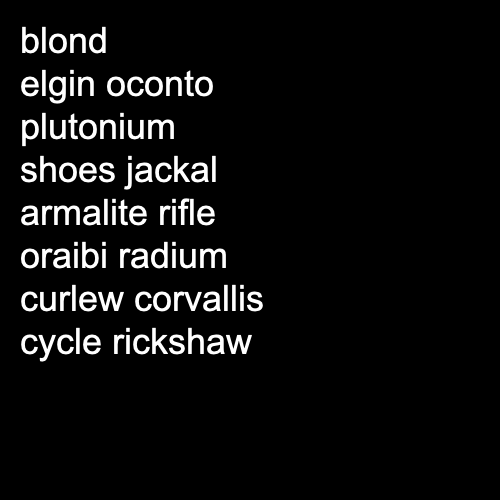 blond
elgin oconto
plutonium
shoes jackal
armalite rifle
oraibi radium
curlew corvallis
cycle rickshaw